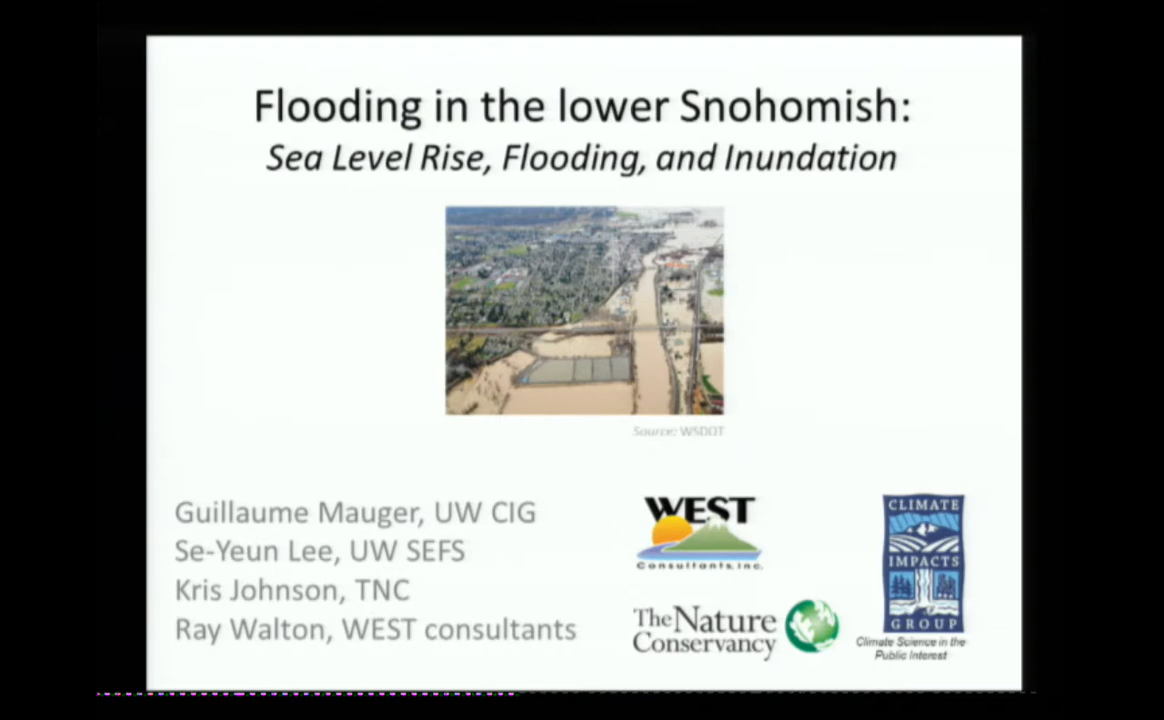 Flooding in the lower Snohomish:
Sea Level Rise, Flooding, and Inundation
Source: WSDOT
Guillaume Mauger, UW CIG
Se-Yeun Lee, UW SEFS
Kris Johnson, TNC
Ray Walton, WEST consultants
WEST
Consultants, Inc.
The Nature
Conservancy
CLIMATE
IMPACTS
GROUP
Climate Science in the
Public Interest